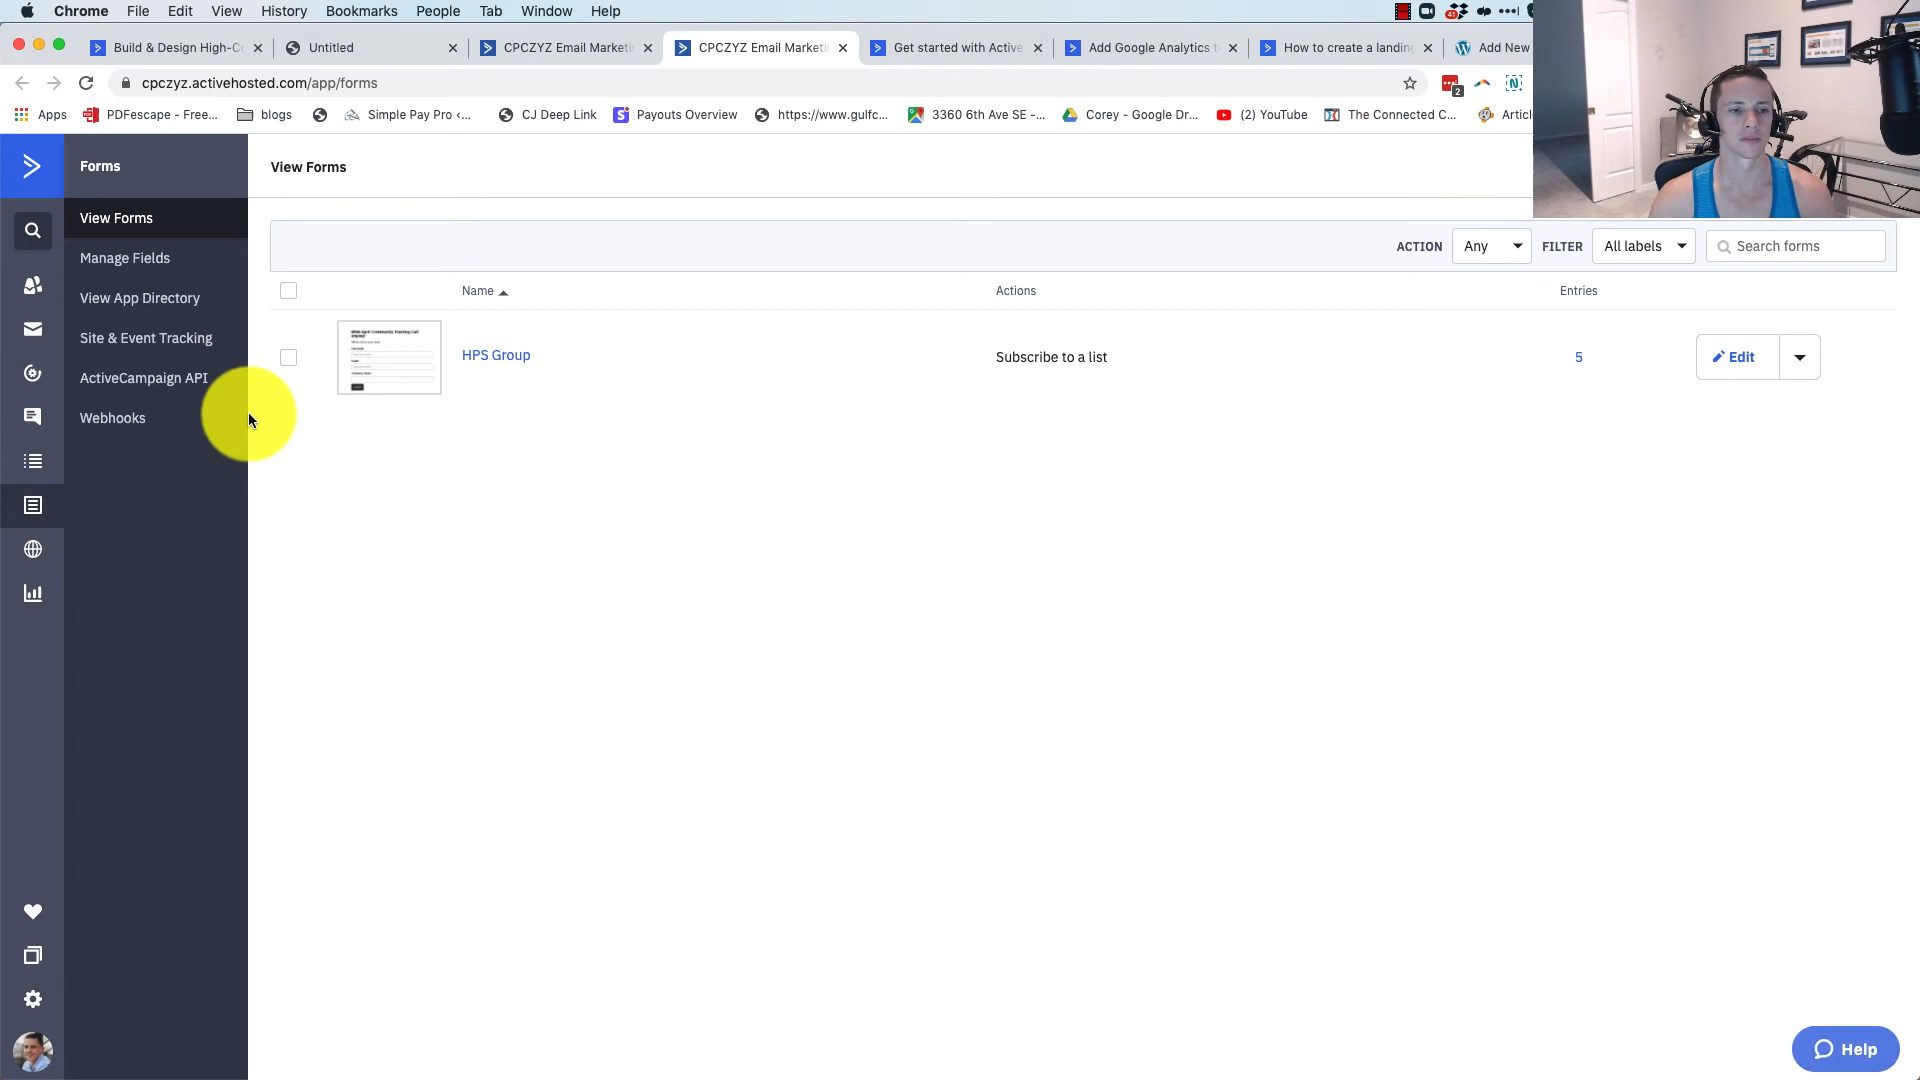 Chrome File Edit View History Bookmarks People Tab Window Help
41
Build & Design High-Co
Untitled
CPCZYZ Email Marketin
CPCZYZ Email Marketin
Get started with Active
Add Google Analytics t
How to create a landing
Add New
cpczyz.activehosted.com/app/forms
2
Apps
PDFescape - Free...
blogs
Simple Pay Pro ‹...
CJ Deep Link
Payouts Overview
https://www.gulfc...
3360 6th Ave SE -...
Corey - Google Dr...
(2) YouTube
The Connected C...
Articl
Forms
View Forms
View Forms
Manage Fields
View App Directory
Site & Event Tracking
ActiveCampaign API
Webhooks
ACTION Any FILTER All labels Search forms
Name Actions Entries
HPS Group Subscribe to a list 5 Edit
Help